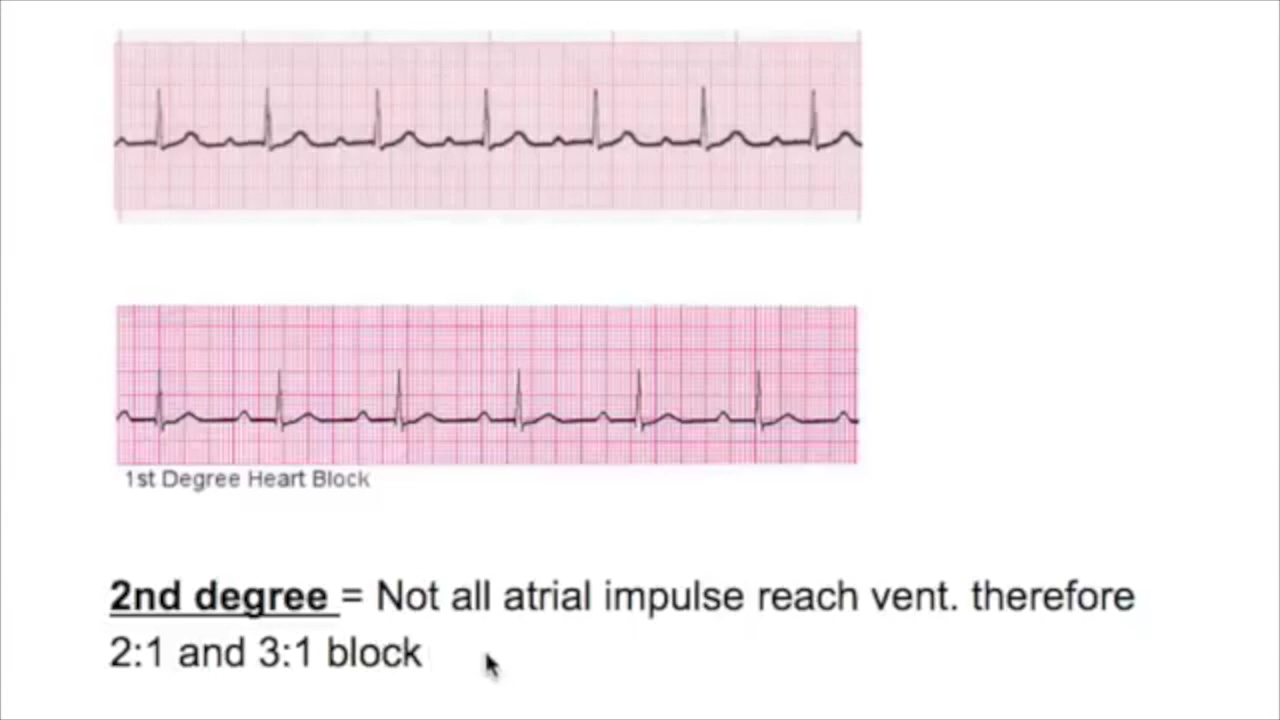 1st Degree Heart Block
2nd degree = Not all atrial impulse reach vent. therefore
2:1 and 3:1 block